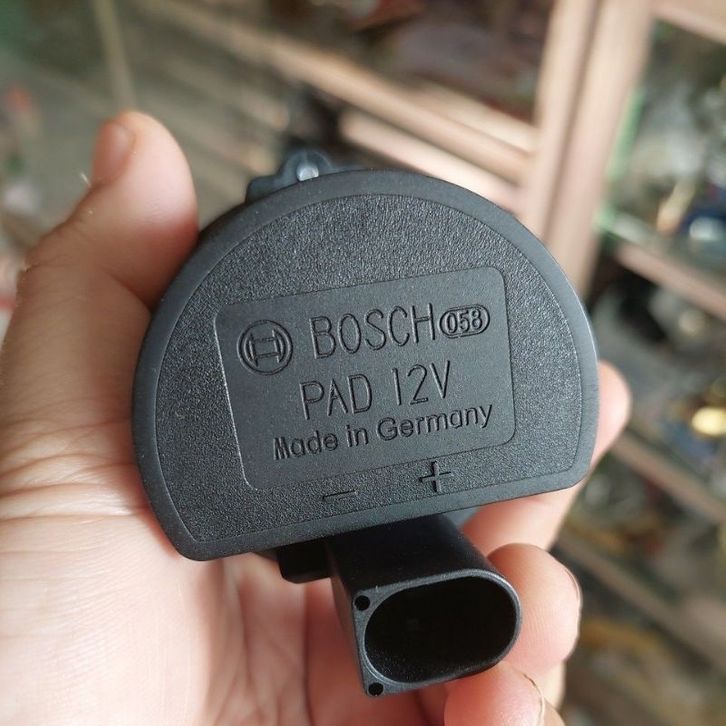 BOSCH 058
PAD 12V
Made in Germany
- +